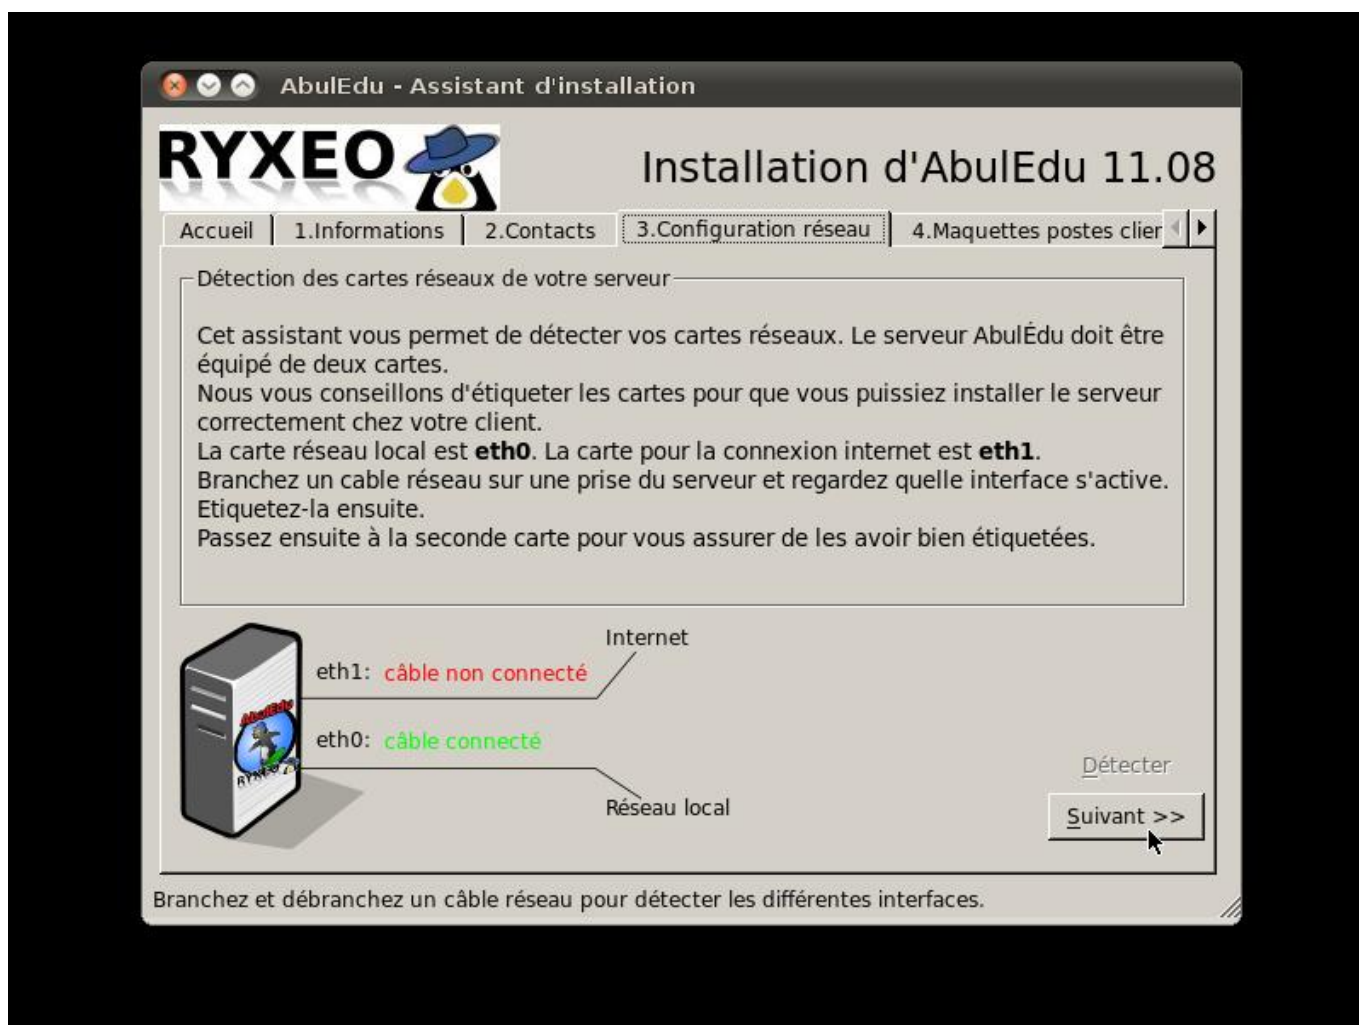 AbulEdu - Assistant d'installation
RYXEO
Installation d'AbulEdu 11.08
Accueil
1.Informations
2.Contacts
3.Configuration réseau
4.Maquettes postes clier
Détection des cartes réseaux de votre serveur
Cet assistant vous permet de détecter vos cartes réseaux. Le serveur AbulÉdu doit être
équipé de deux cartes.
Nous vous conseillons d'étiqueter les cartes pour que vous puissiez installer le serveur
correctement chez votre client.
La carte réseau local est eth0. La carte pour la connexion internet est eth1.
Branchez un cable réseau sur une prise du serveur et regardez quelle interface s'active.
Etiquetez-la ensuite.
Passez ensuite à la seconde carte pour vous assurer de les avoir bien étiquetées.
Internet
eth1: câble non connecté
AbulEdu
eth0: câble connecté
RYXEO
Détecter
Réseau local
Suivant >>
Branchez et débranchez un câble réseau pour détecter les différentes interfaces.